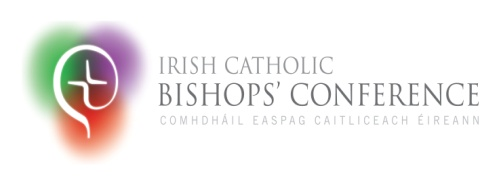 IRISH CATHOLIC
BISHOPS' CONFERENCE
COMHDHÁIL EASPAG CAITLICEACH ÉIREANN